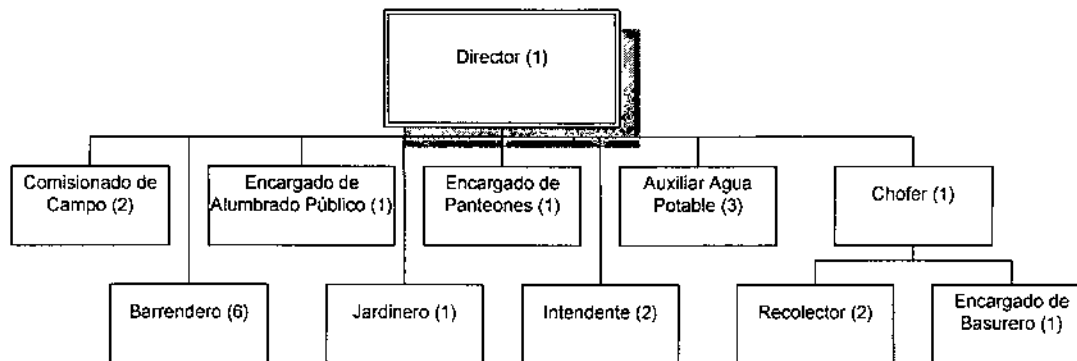 Director (1)
Comisionado de
Campo (2)
Encargado de
Alumbrado Público (1)
Encargado de
Panteones (1)
Auxiliar Agua
Potable (3)
Chofer (1)
Barrendero (6)
Jardinero (1)
Intendente (2)
Recolector (2)
Encargado de
Basurero (1)